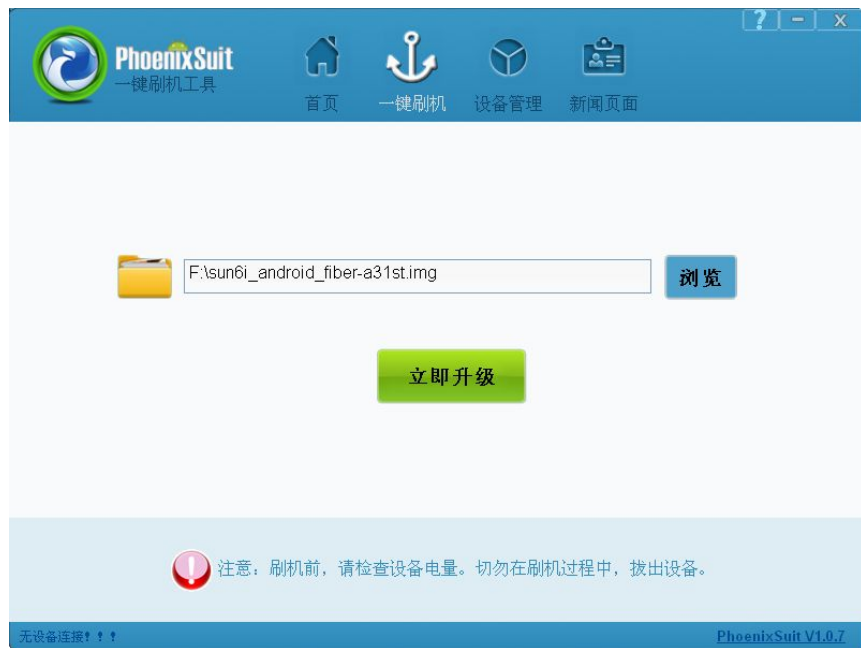 ? - x
PhoenixSuit
一键刷机工具
首页 一键刷机 设备管理 新闻页面
F:\sun6i_android_fiber-a31st.img
浏览
立即升级
注意：刷机前，请检查设备电量。切勿在刷机过程中，拔出设备。
无设备连接！！！
PhoenixSuit V1.0.7